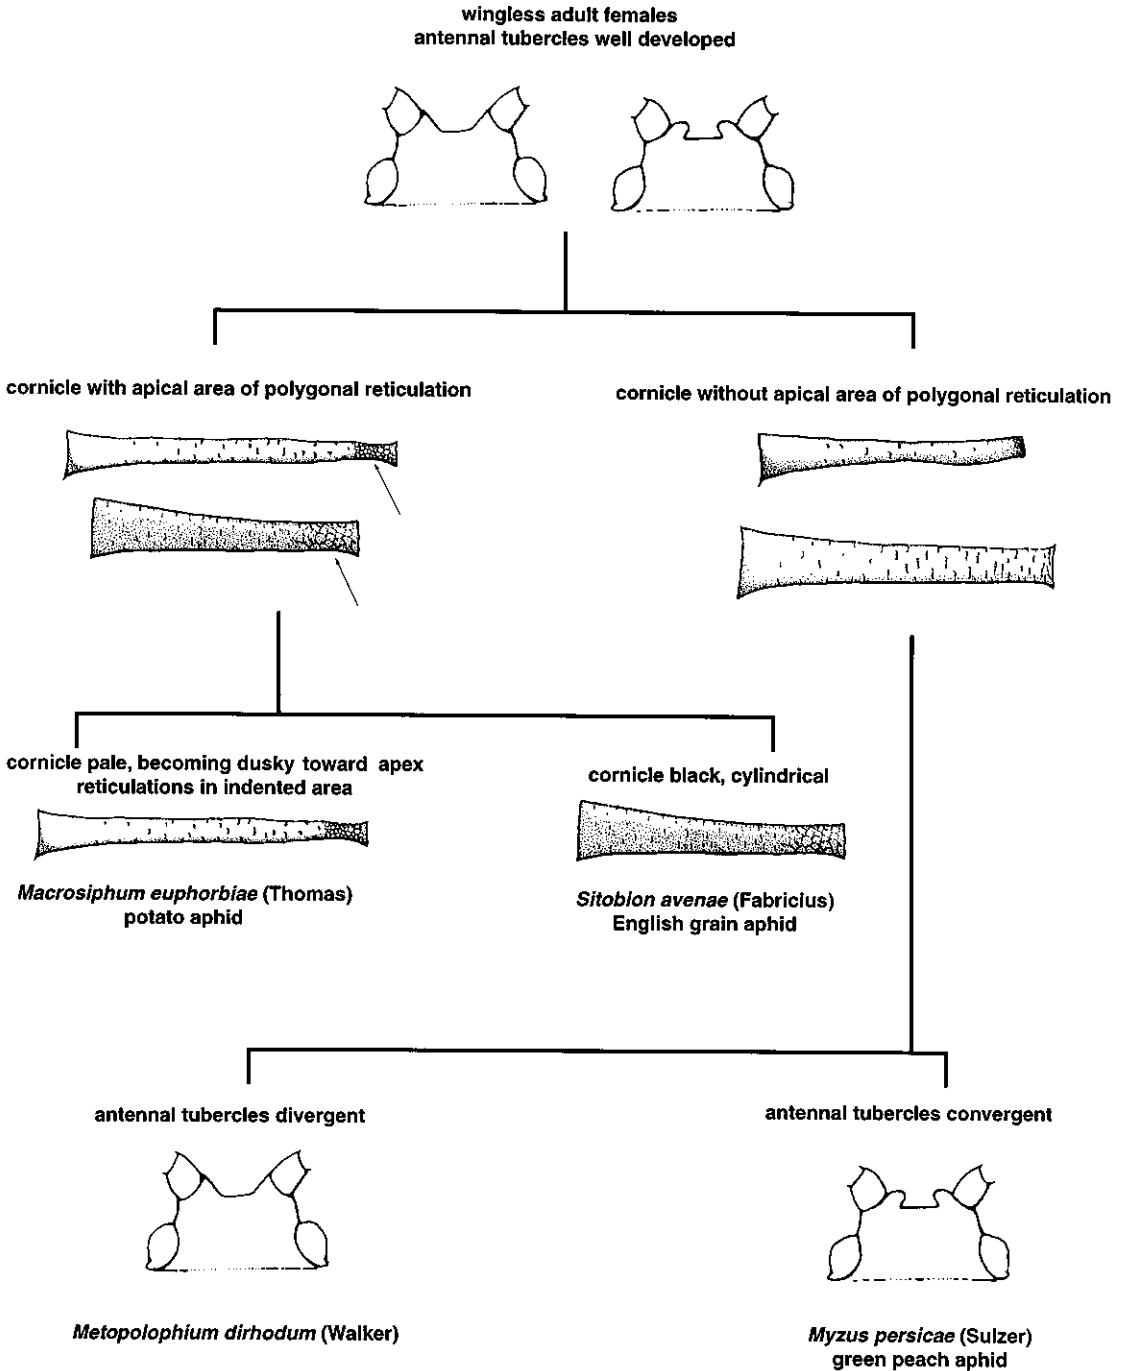 wingless adult females
antennal tubercles well developed
cornicle with apical area of polygonal reticulation
cornicle without apical area of polygonal reticulation
cornicle pale, becoming dusky toward apex
reticulations in indented area
cornicle black, cylindrical
Macrosiphum euphorbiae (Thomas)
potato aphid
Sitobion avenae (Fabricius)
English grain aphid
antennal tubercles divergent
antennal tubercles convergent
Metopolophium dirhodum (Walker)
Myzus persicae (Sulzer)
green peach aphid